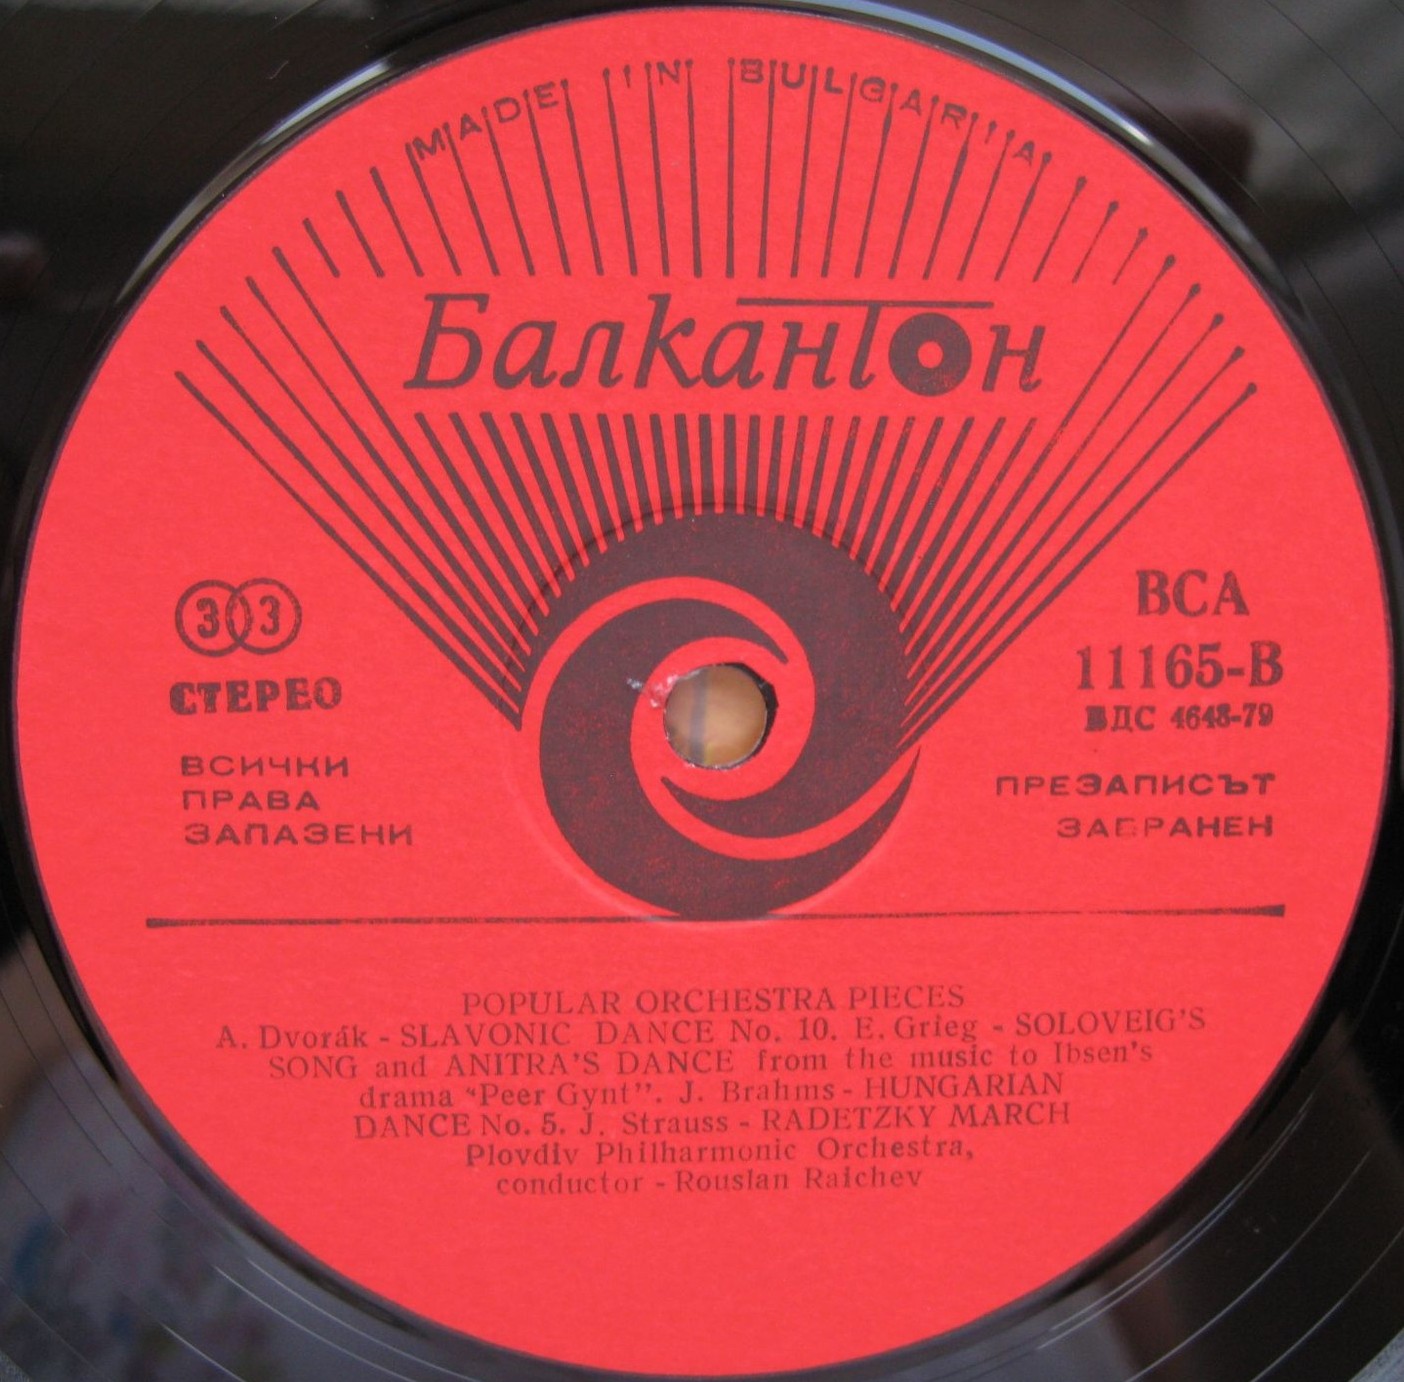 MADE IN BULGARIA
Балкантон
33
СТЕРЕО
ВСИЧКИ
ПРАВА
ЗАПАЗЕНИ
ВСА
11165-В
ВДС 4648-79
ПРЕЗАПИСЪТ
ЗАБРАНЕН
POPULAR ORCHESTRA PIECES
A. Dvorák - SLAVONIC DANCE No. 10. E. Grieg - SOLOVEIG'S
SONG and ANITRA'S DANCE from the music to Ibsen's
drama “Peer Gynt”. J. Brahms - HUNGARIAN
DANCE No. 5. J. Strauss - RADETZKY MARCH
Plovdiv Philharmonic Orchestra,
conductor - Rouslan Raichev